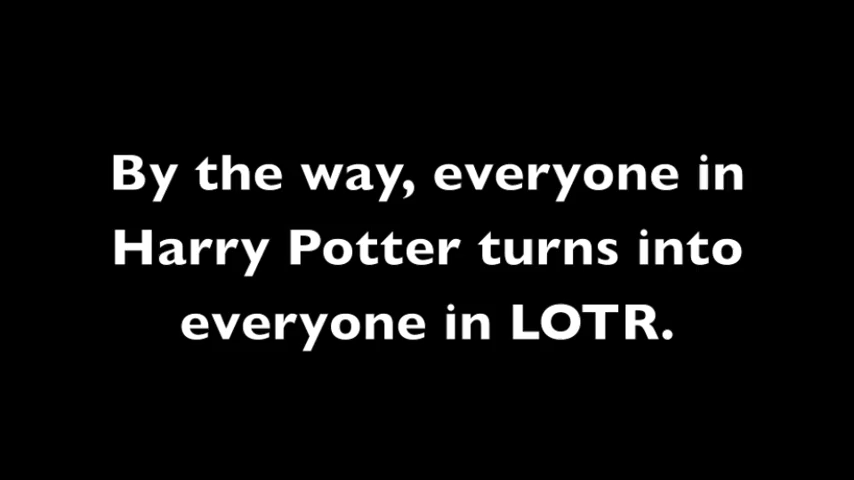 By the way, everyone in
Harry Potter turns into
everyone in LOTR.